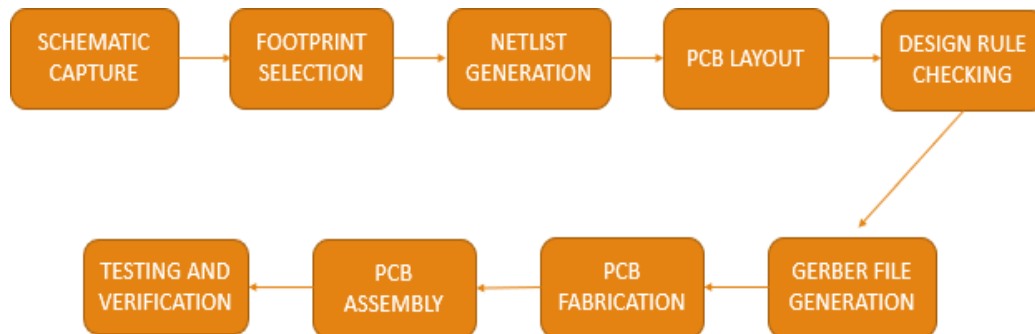 SCHEMATIC
CAPTURE
FOOTPRINT
SELECTION
NETLIST
GENERATION
PCB LAYOUT
DESIGN RULE
CHECKING
GERBER FILE
GENERATION
PCB
FABRICATION
PCB
ASSEMBLY
TESTING AND
VERIFICATION